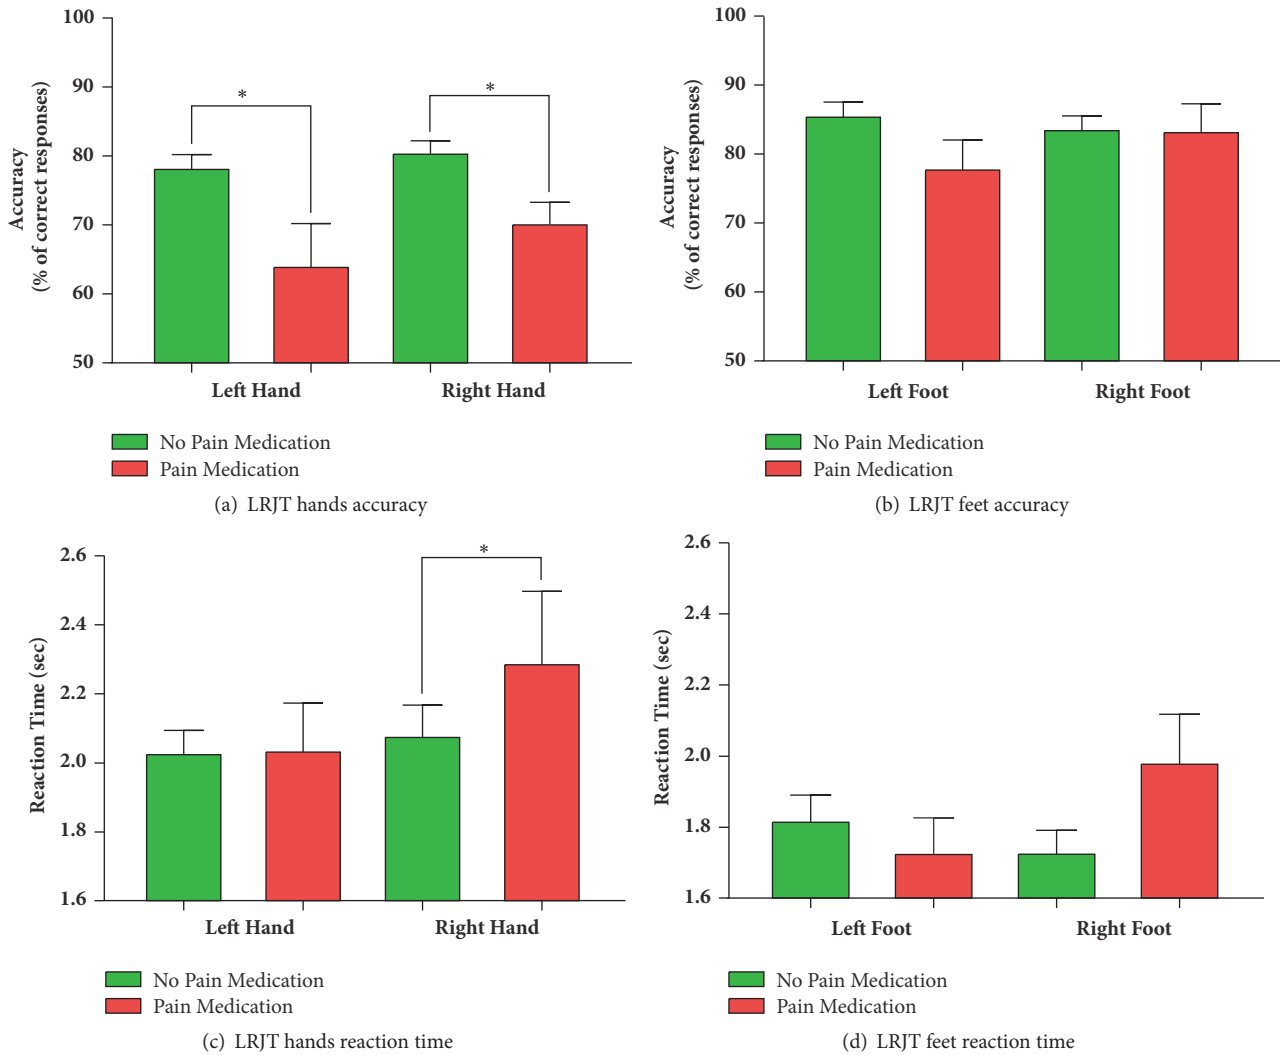 Accuracy
(% of correct responses)
100
90
80
70
60
50
*
*
Left Hand
Right Hand
No Pain Medication
Pain Medication
(a) LRJT hands accuracy
Accuracy
(% of correct responses)
100
90
80
70
60
50
Left Foot
Right Foot
No Pain Medication
Pain Medication
(b) LRJT feet accuracy
Reaction Time (sec)
2.6
2.4
2.2
2.0
1.8
1.6
*
Left Hand
Right Hand
No Pain Medication
Pain Medication
(c) LRJT hands reaction time
Reaction Time (sec)
2.6
2.4
2.2
2.0
1.8
1.6
Left Foot
Right Foot
No Pain Medication
Pain Medication
(d) LRJT feet reaction time